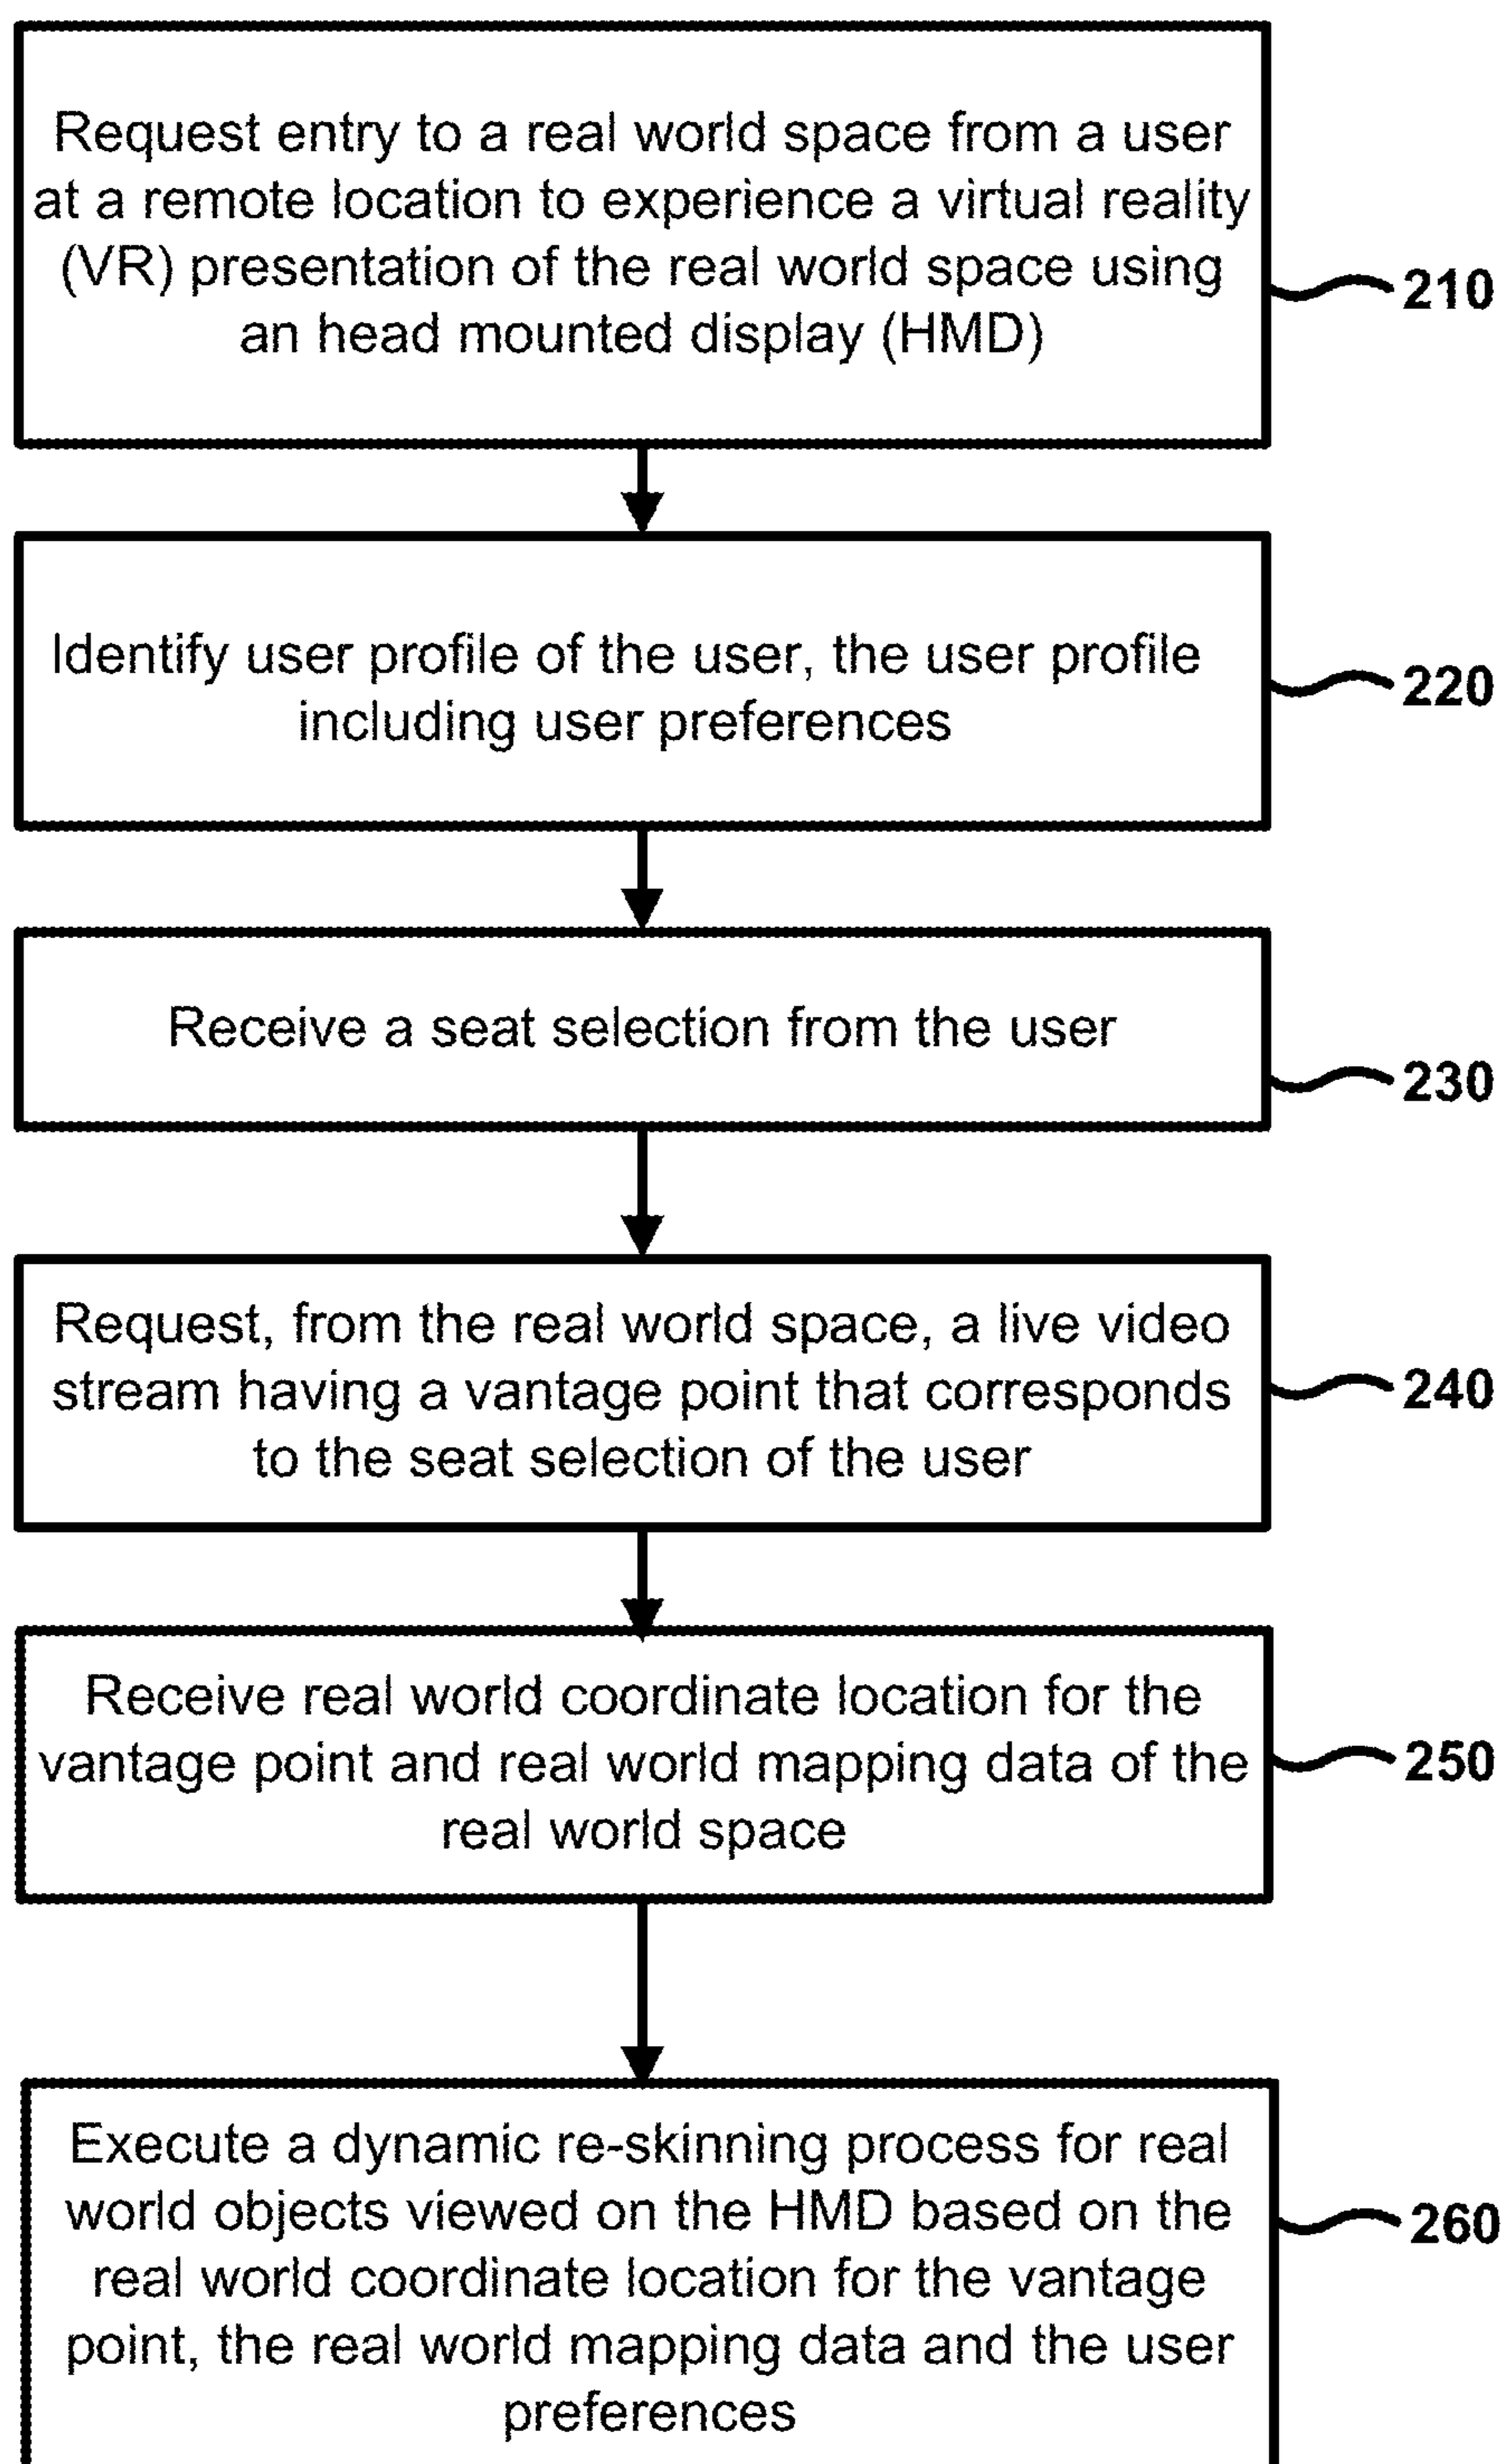 Request entry to a real world space from a user
at a remote location to experience a virtual reality
(VR) presentation of the real world space using
an head mounted display (HMD)
210
Identify user profile of the user, the user profile
including user preferences
220
Receive a seat selection from the user
230
Request, from the real world space, a live video
stream having a vantage point that corresponds
to the seat selection of the user
240
Receive real world coordinate location for the
vantage point and real world mapping data of the
real world space
250
Execute a dynamic re-skinning process for real
world objects viewed on the HMD based on the
real world coordinate location for the vantage
point, the real world mapping data and the user
preferences
260